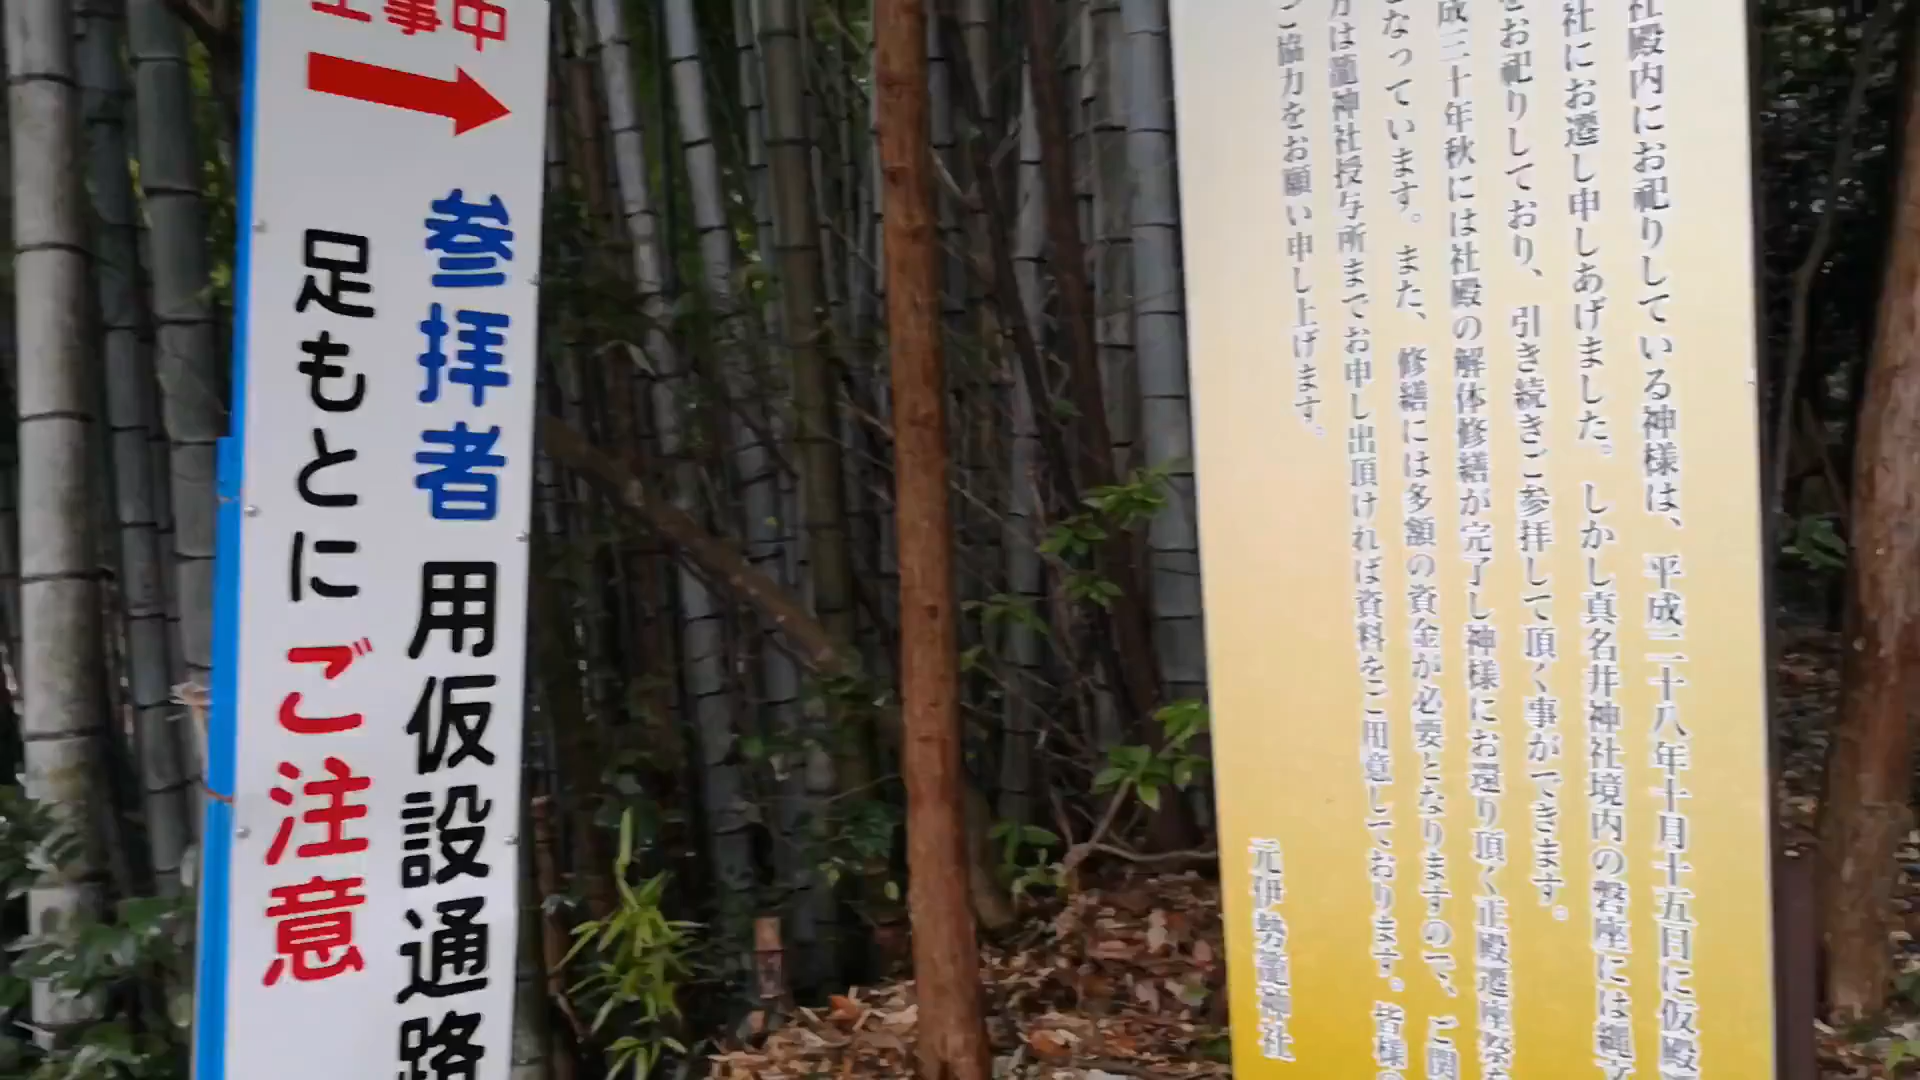 工事中
参拝者用仮設通路
足もとにご注意
社殿内にお祀りしている神様は、平成二十八年十月十五日に仮殿
社にお遷し申しあげました。しかし真名井神社境内の磐座には縄文
をお祀りしており、引き続きご参拝して頂く事ができます。
成三十年秋には社殿の解体修繕が完了し神様にお還り頂く正殿遷座祭を
となっています。また、修繕には多額の資金が必要となりますので、ご関
方は籠神社授与所までお申し出頂ければ資料をご用意しております。皆様の
ご協力をお願い申し上げます。
元伊勢籠神社